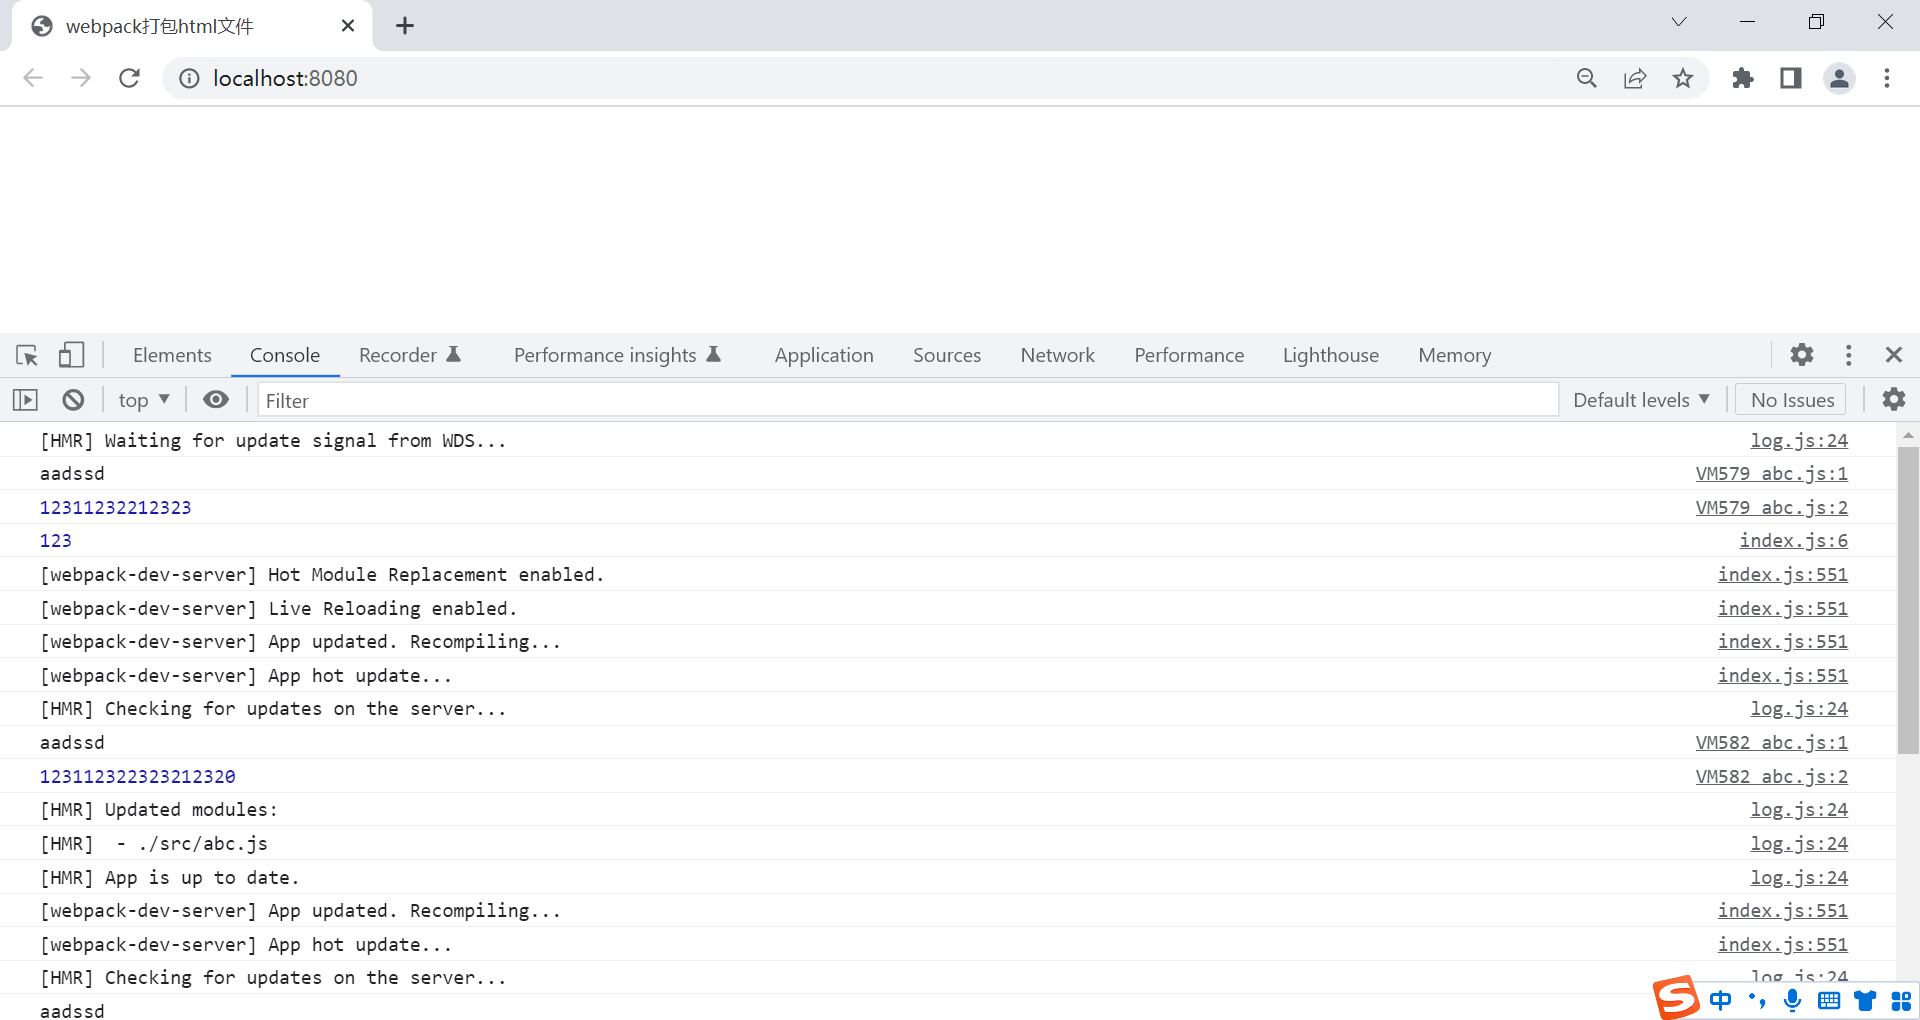 webpack打包html文件
localhost:8080
Elements Console Recorder Performance insights Application Sources Network Performance Lighthouse Memory
top Filter Default levels No Issues
[HMR] Waiting for update signal from WDS... log.js:24
aadssd VM579 abc.js:1
12311232212323 VM579 abc.js:2
123 index.js:6
[webpack-dev-server] Hot Module Replacement enabled. index.js:551
[webpack-dev-server] Live Reloading enabled. index.js:551
[webpack-dev-server] App updated. Recompiling... index.js:551
[webpack-dev-server] App hot update... index.js:551
[HMR] Checking for updates on the server... log.js:24
aadssd VM582 abc.js:1
123112322323212320 VM582 abc.js:2
[HMR] Updated modules: log.js:24
[HMR]  - ./src/abc.js log.js:24
[HMR] App is up to date. log.js:24
[webpack-dev-server] App updated. Recompiling... index.js:551
[webpack-dev-server] App hot update... index.js:551
[HMR] Checking for updates on the server... log.js:24
S 中
aadssd